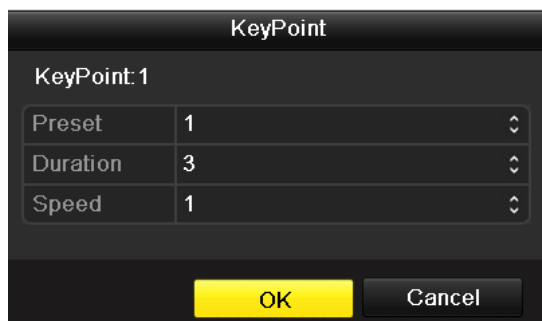 KeyPoint
KeyPoint:1
Preset 1
Duration 3
Speed 1
OK Cancel